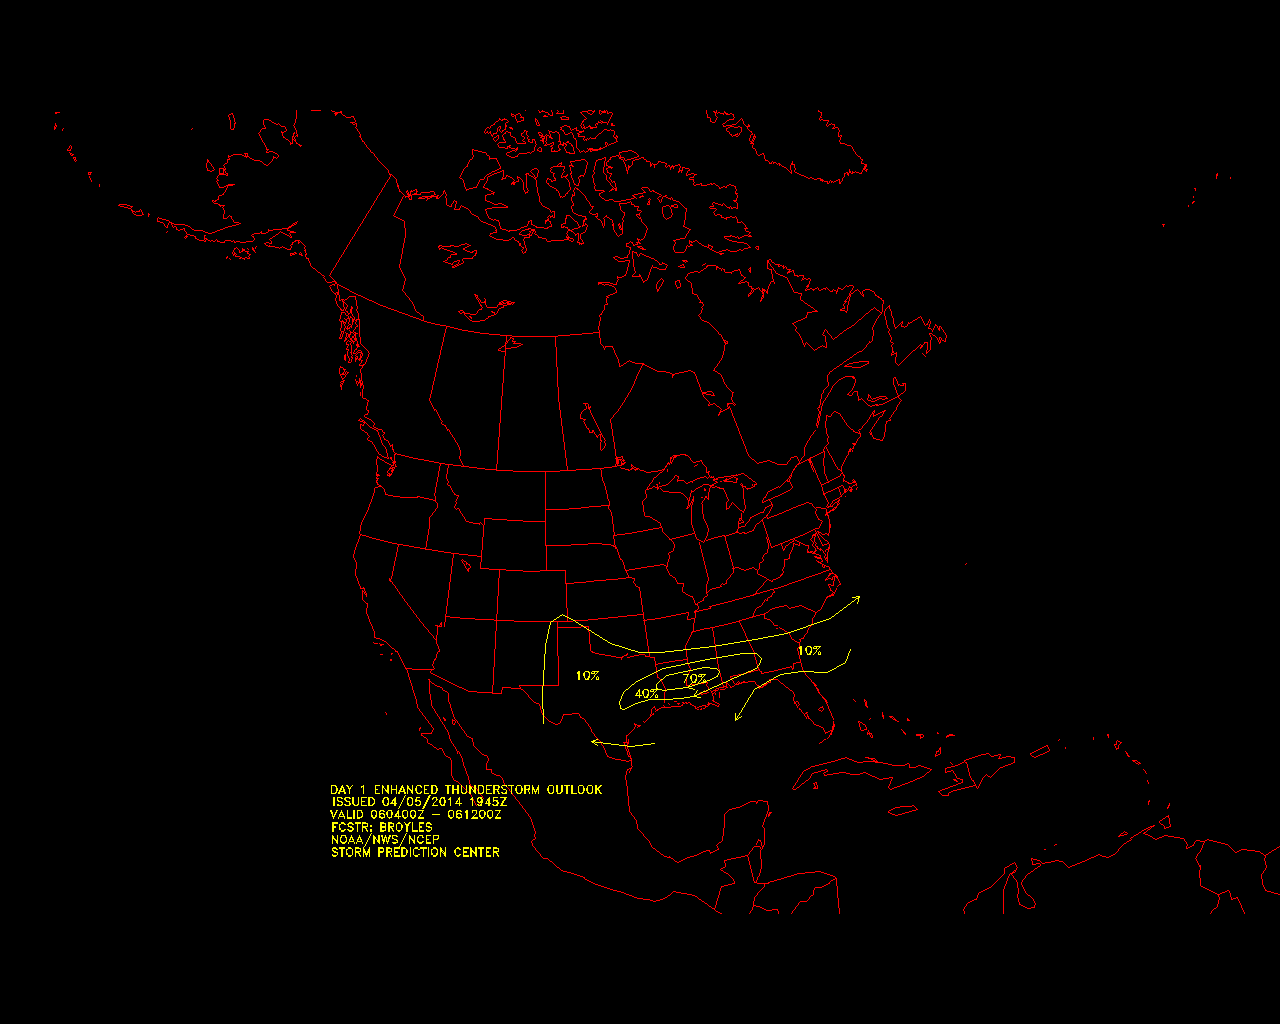 10%
10%
70%
40%
DAY 1 ENHANCED THUNDERSTORM OUTLOOK
ISSUED 04/05/2014 1945Z
VALID 060400Z - 061200Z
FCSTR: BROYLES
NOAA/NWS/NCEP
STORM PREDICTION CENTER